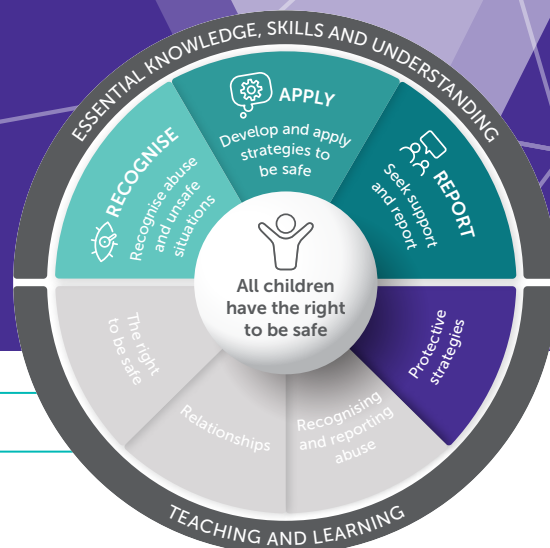 ESSENTIAL KNOWLEDGE, SKILLS AND UNDERSTANDING
RECOGNISE
Recognise abuse
and unsafe
situations
APPLY
Develop and apply
strategies to
be safe
REPORT
Seek support
and report
All children
have the right
to be safe
The right
to be safe
Relationships
Recognising
and reporting
abuse
Protective
strategies
TEACHING AND LEARNING